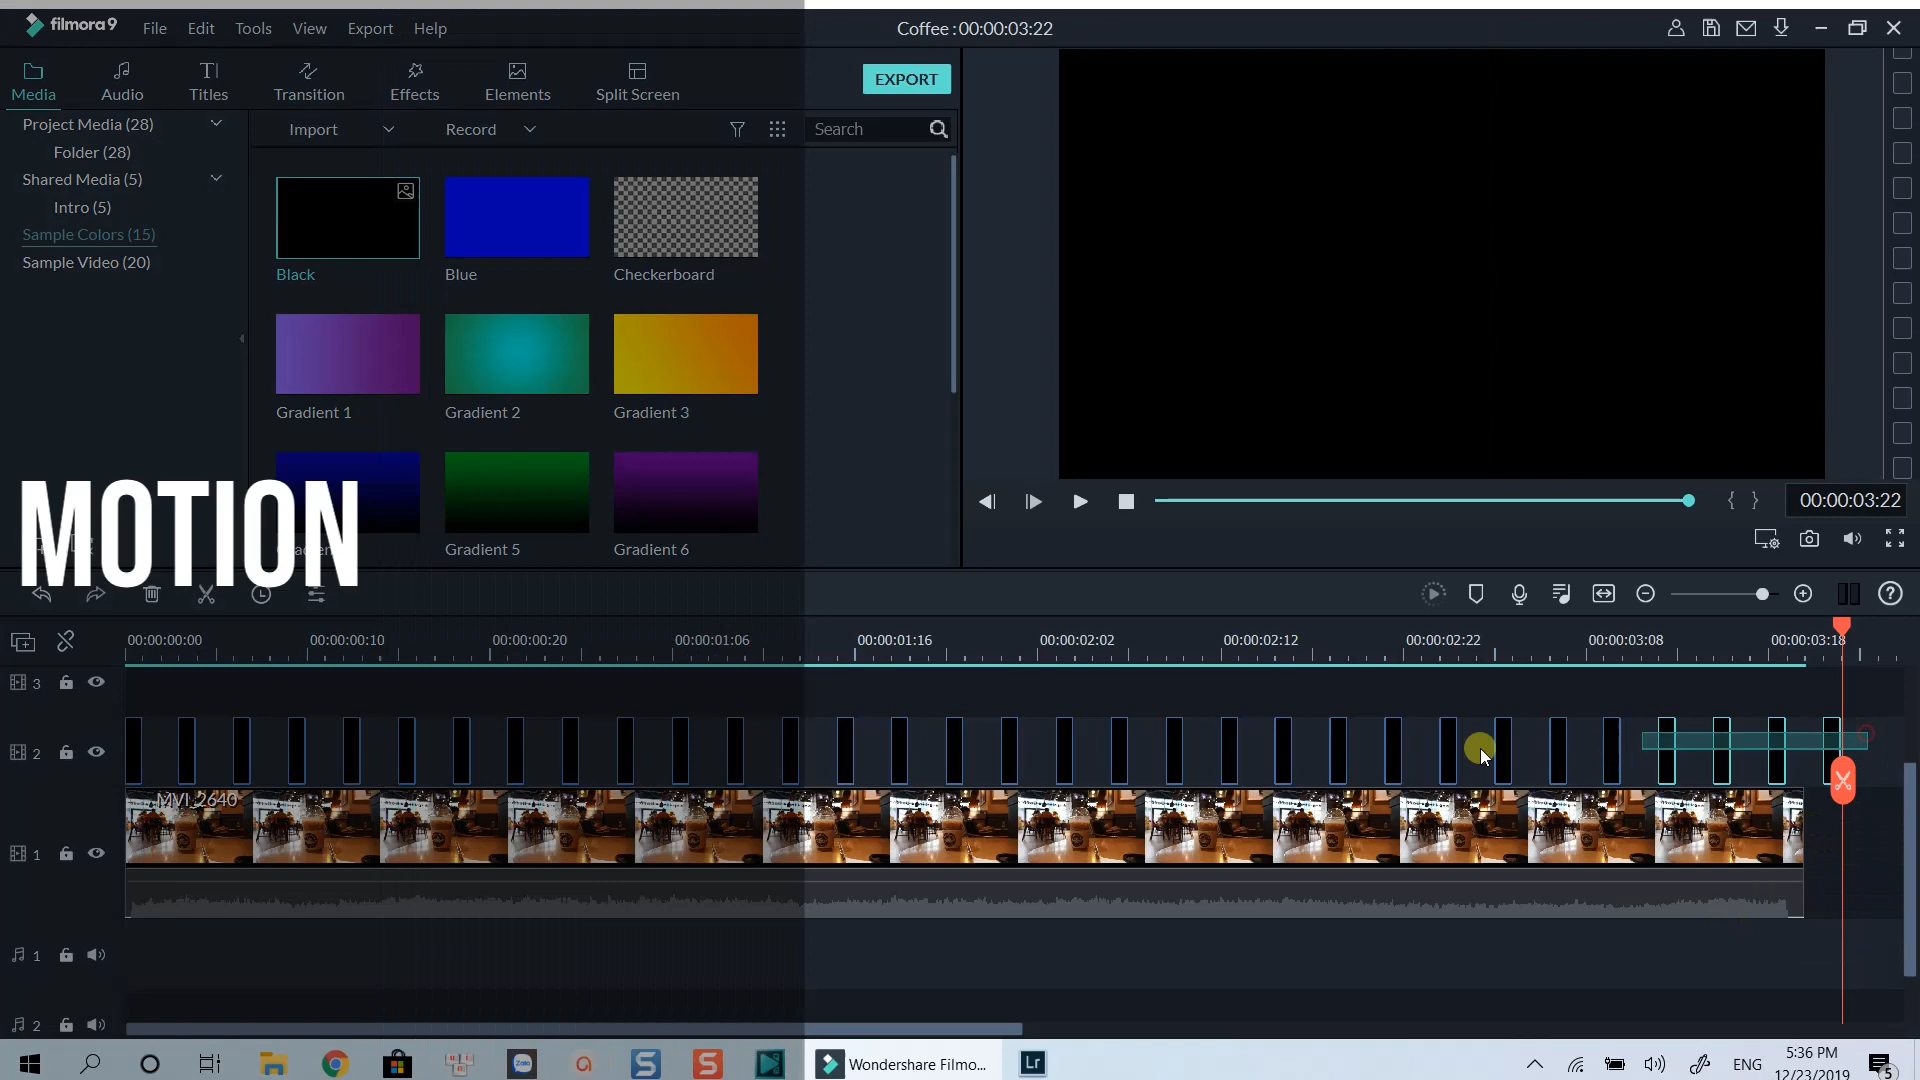 filmora9 File Edit Tools View Export Help Coffee : 00:00:03:22
Media Audio Titles Transition Effects Elements Split Screen EXPORT
Project Media (28) Import Record Search
Folder (28)
Shared Media (5)
Intro (5)
Sample Colors (15)
Sample Video (20)
Black Blue Checkerboard
Gradient 1 Gradient 2 Gradient 3
Gradient 5 Gradient 6
MOTION
{ } 00:00:03:22
00:00:00:00 00:00:00:10 00:00:00:20 00:00:01:06 00:00:01:16 00:00:02:02 00:00:02:12 00:00:02:22 00:00:03:08 00:00:03:18
3
2
MVI_2640
1
1
2
Zalo S S Wondershare Filmo... Lr ENG 5:36 PM
12/23/2019 5